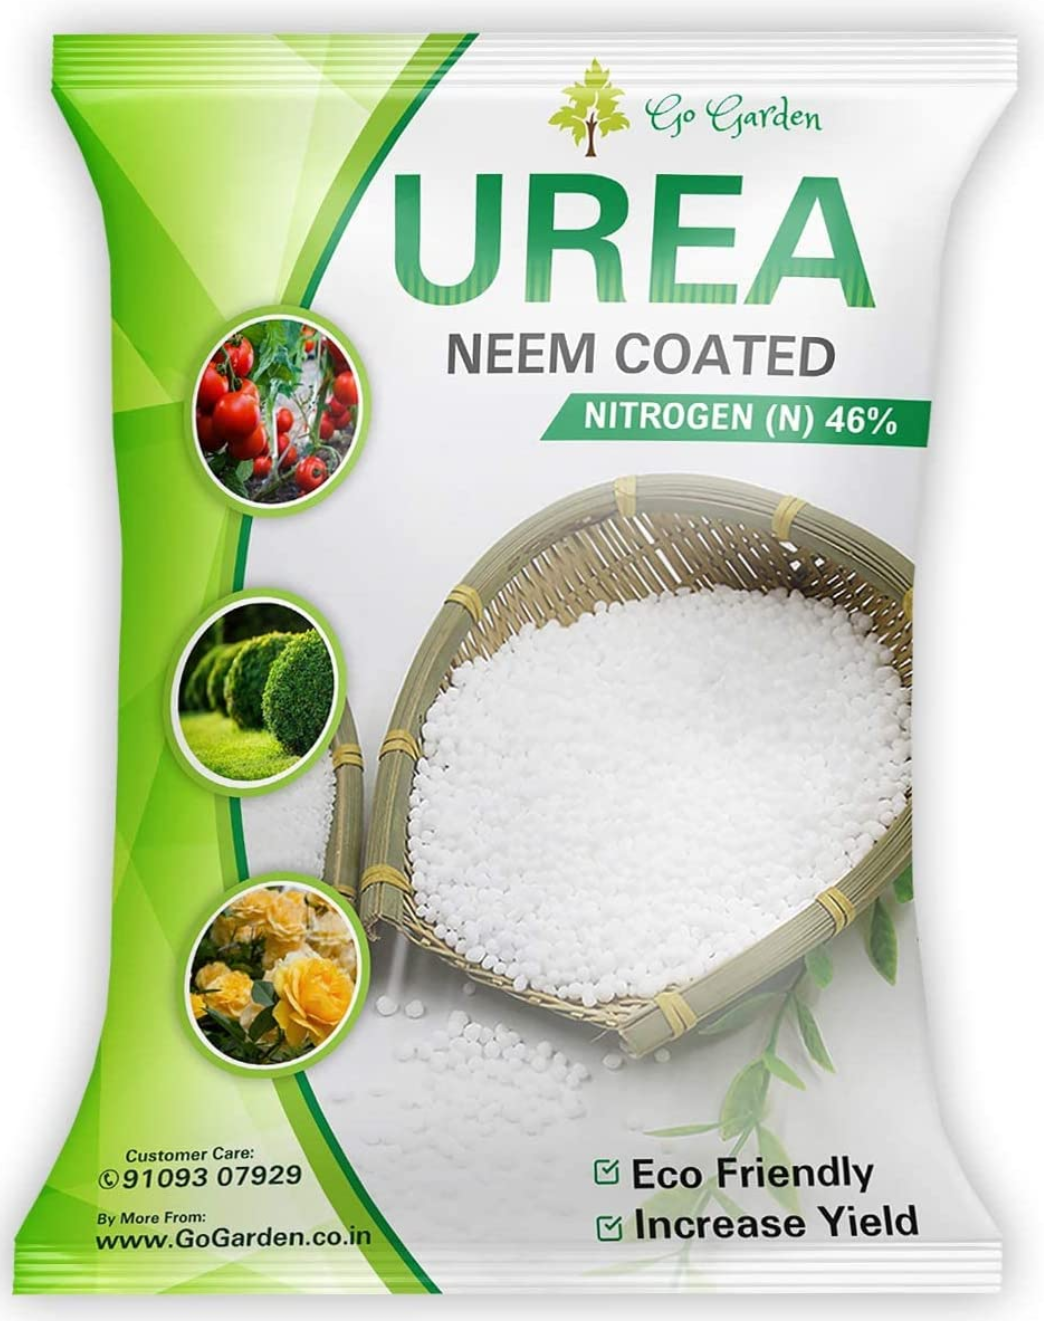 Go Garden
UREA
NEEM COATED
NITROGEN (N) 46%
Customer Care:
91093 07929
By More From:
www.GoGarden.co.in
Eco Friendly
Increase Yield